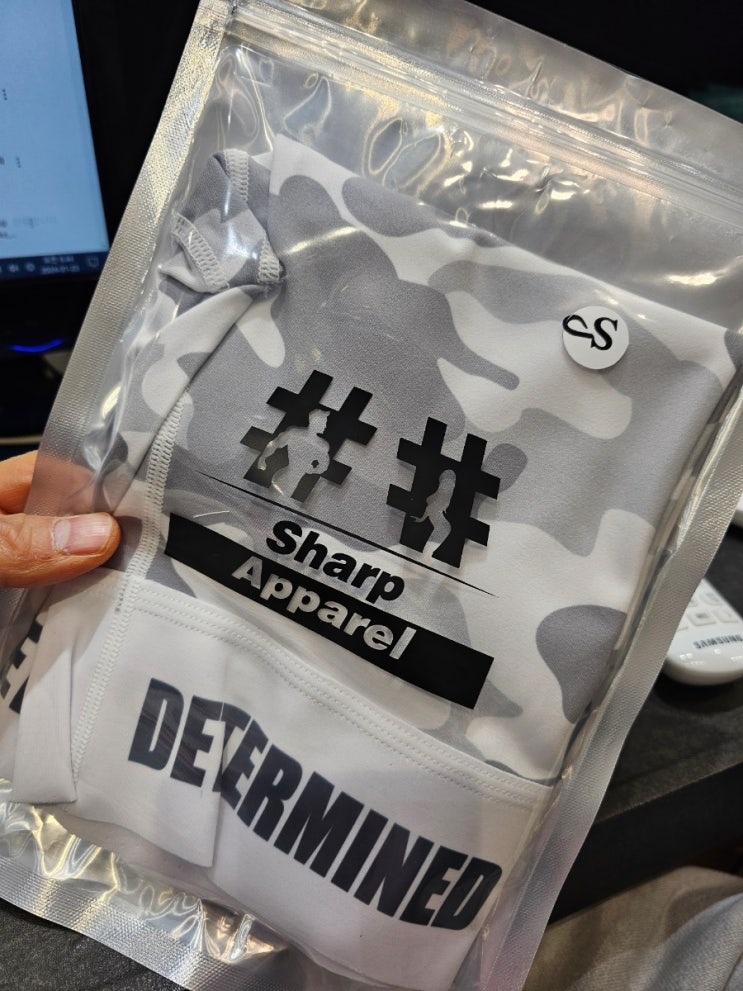 S
##
Sharp
Apparel
DETERMINED
SAMSUNG